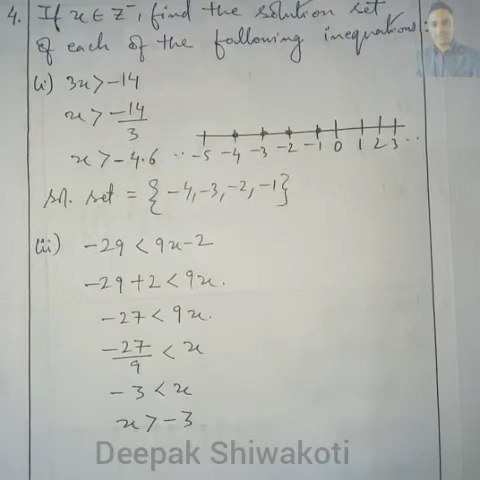 4. If x ∈ Z⁻, find the solution set
of each of the following inequations:
(i) 3x > -14
x > -14/3
x > -4.6 ·· -5 -4 -3 -2 -1 0 1 2 3 ··
sol. set = {-4, -3, -2, -1}
(iii) -29 < 9x-2
-29+2 < 9x.
-27 < 9x.
-27/9 < x
-3 < x
x > -3
Deepak Shiwakoti